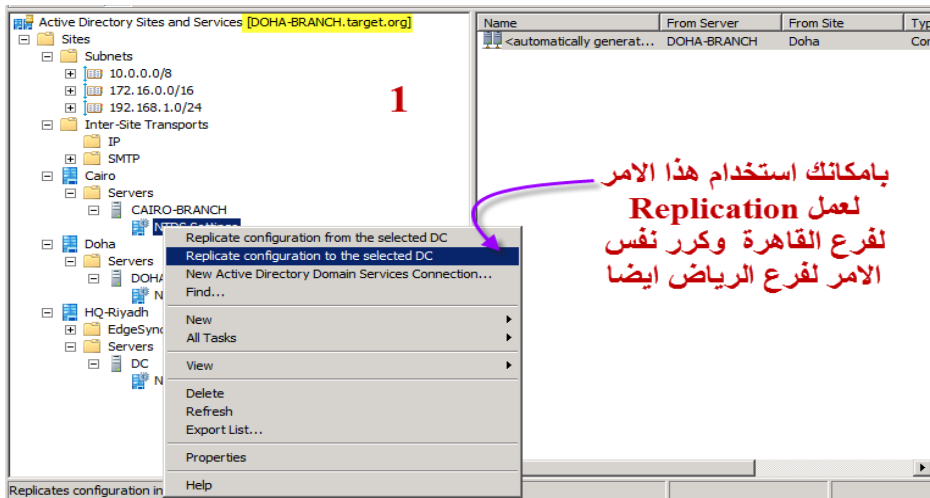 Active Directory Sites and Services [DOHA-BRANCH.target.org]
Sites
Subnets
10.0.0.0/8
172.16.0.0/16
192.168.1.0/24
Inter-Site Transports
IP
SMTP
Cairo
Servers
CAIRO-BRANCH
NTDS Settings
Doha
Servers
DOHA
N
HQ-Riyadh
EdgeSync
Servers
DC
N
1
Replicate configuration from the selected DC
Replicate configuration to the selected DC
New Active Directory Domain Services Connection...
Find...
New
All Tasks
View
Delete
Refresh
Export List...
Properties
Help
Name From Server From Site Typ
<automatically generat... DOHA-BRANCH Doha Con
بامكانك استخدام هذا الامر
لعمل Replication
لفرع القاهرة وكرر نفس
الامر لفرع الرياض ايضا
Replicates configuration in